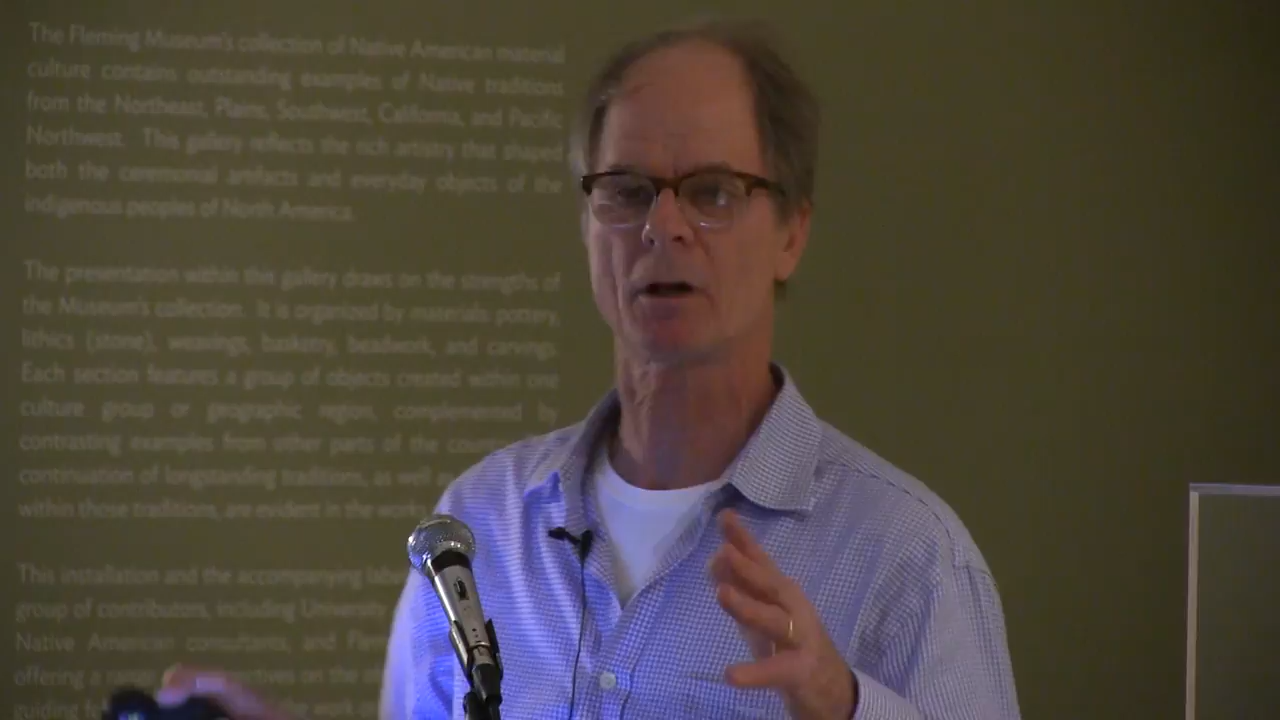 The Fleming Museum's collection of Native American material
culture contains outstanding examples of Native traditions
from the Northeast, Plains, Southwest, California, and Pacific
Northwest. This gallery reflects the rich artistry that shaped
both the ceremonial artifacts and everyday objects of the
indigenous peoples of North America.
The presentation within this gallery draws on the strengths of
the Museum's collection. It is organized by materials: pottery,
lithics (stone), weavings, basketry, beadwork, and carvings.
Each section features a group of objects created within one
culture group or geographic region, complemented by
contrasting examples from other parts of the
continuation of longstanding traditions, as well
within those traditions, are evident in the
This installation and the accompanying
group of contributors, including University
Native American consultants, and
offering a on the
guiding